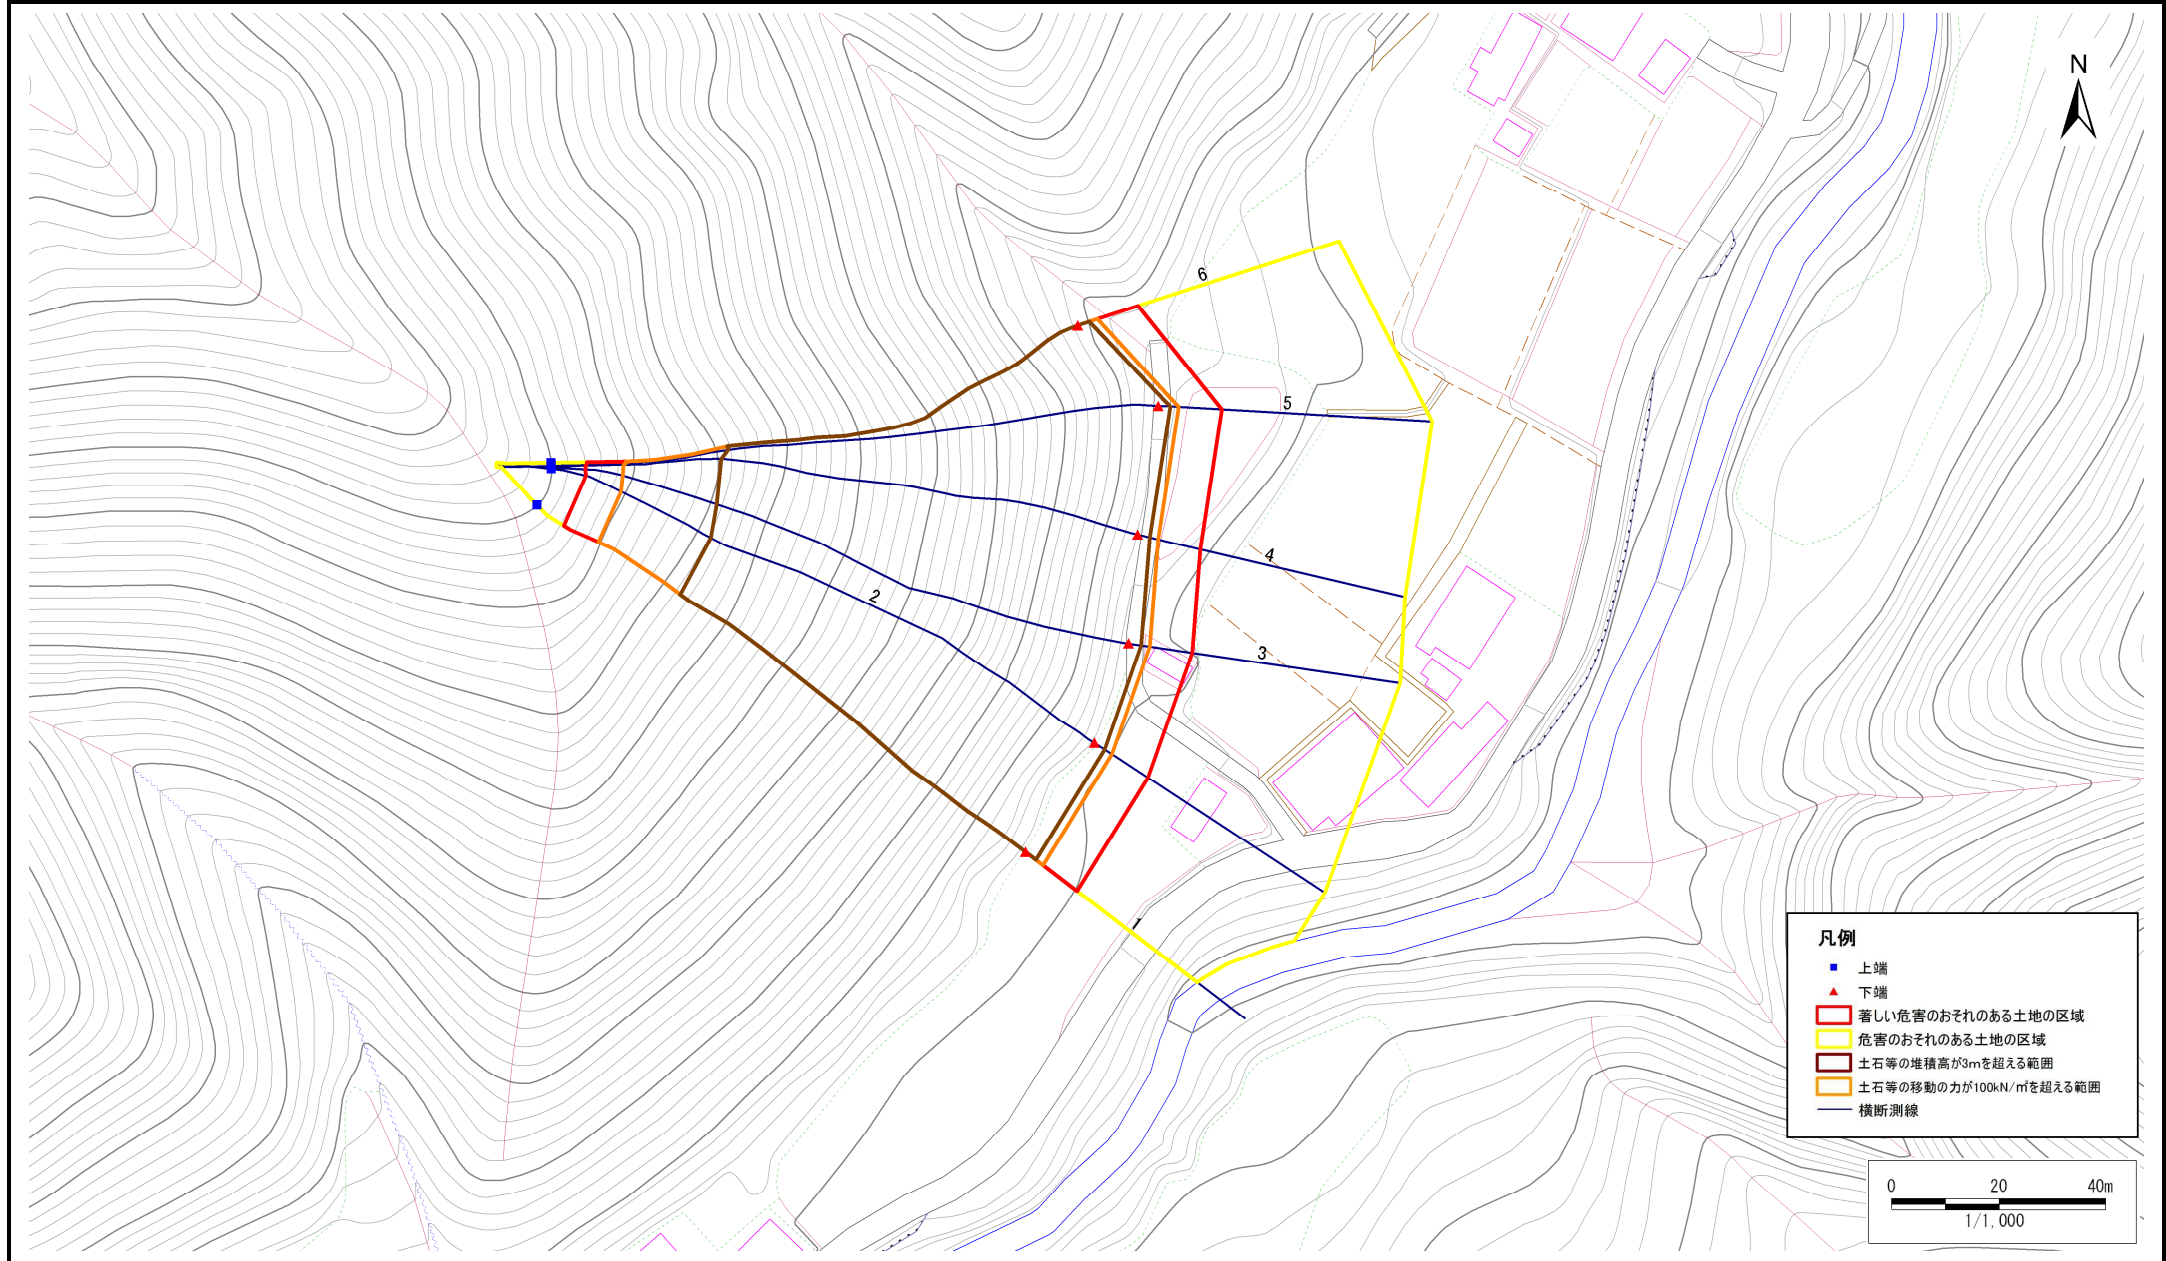 N
6
5
4
2
3
1
凡例
上端
下端
著しい危害のおそれのある土地の区域
危害のおそれのある土地の区域
土石等の堆積高が3mを超える範囲
土石等の移動の力が100kN/㎡を超える範囲
横断測線
0 20 40m
1/1,000